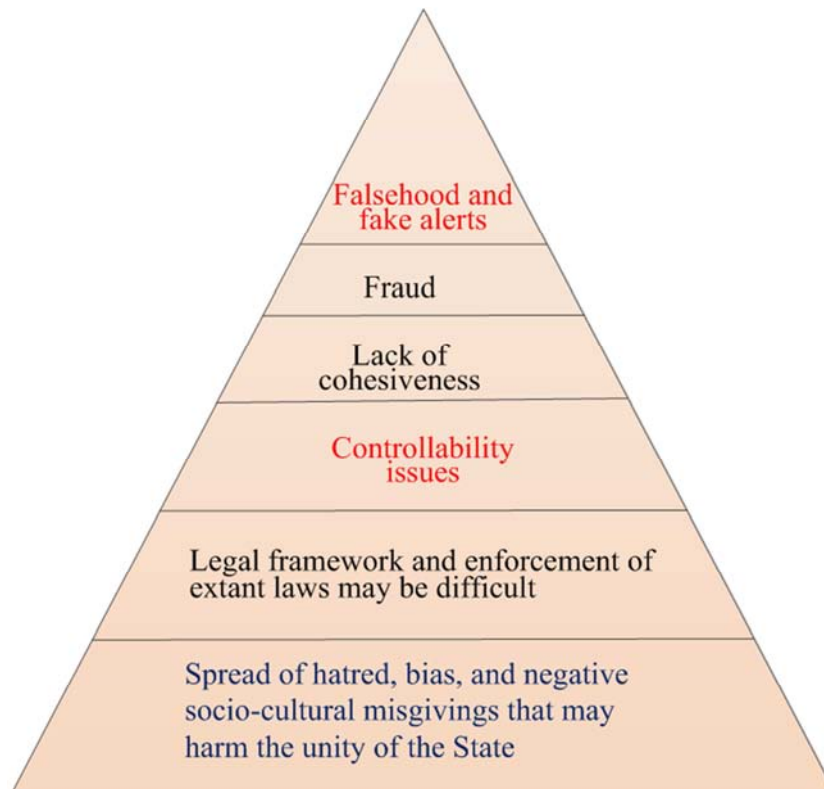 Falsehood and
fake alerts
Fraud
Lack of
cohesiveness
Controllability
issues
Legal framework and enforcement of
extant laws may be difficult
Spread of hatred, bias, and negative
socio-cultural misgivings that may
harm the unity of the State